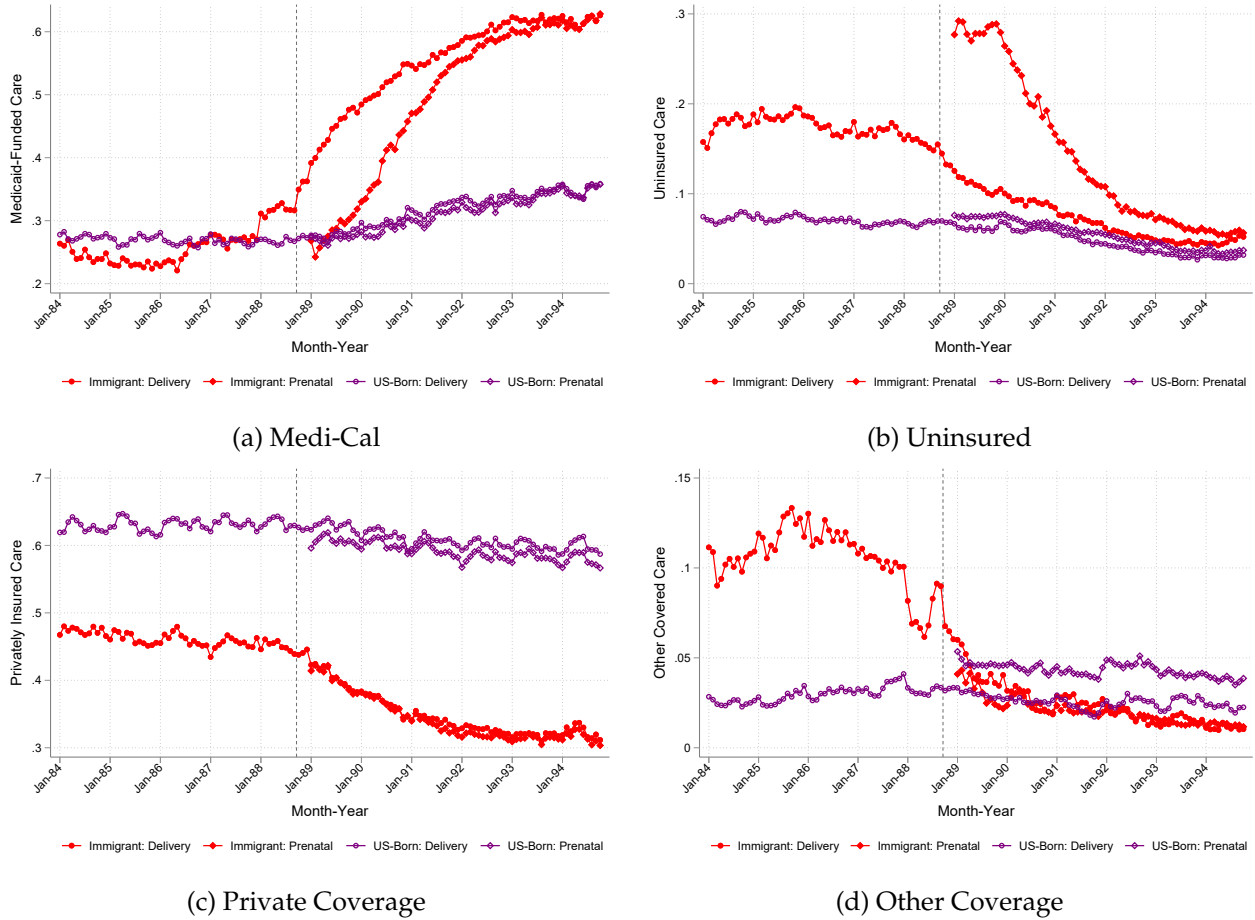 Medicaid-Funded Care
.6
.5
.4
.3
.2
Jan-84 Jan-85 Jan-86 Jan-87 Jan-88 Jan-89 Jan-90 Jan-91 Jan-92 Jan-93 Jan-94
Month-Year
Immigrant: Delivery Immigrant: Prenatal US-Born: Delivery US-Born: Prenatal
(a) Medi-Cal
Uninsured Care
.3
.2
.1
0
Jan-84 Jan-85 Jan-86 Jan-87 Jan-88 Jan-89 Jan-90 Jan-91 Jan-92 Jan-93 Jan-94
Month-Year
Immigrant: Delivery Immigrant: Prenatal US-Born: Delivery US-Born: Prenatal
(b) Uninsured
Privately Insured Care
.7
.6
.5
.4
.3
Jan-84 Jan-85 Jan-86 Jan-87 Jan-88 Jan-89 Jan-90 Jan-91 Jan-92 Jan-93 Jan-94
Month-Year
Immigrant: Delivery Immigrant: Prenatal US-Born: Delivery US-Born: Prenatal
(c) Private Coverage
Other Covered Care
.15
.1
.05
0
Jan-84 Jan-85 Jan-86 Jan-87 Jan-88 Jan-89 Jan-90 Jan-91 Jan-92 Jan-93 Jan-94
Month-Year
Immigrant: Delivery Immigrant: Prenatal US-Born: Delivery US-Born: Prenatal
(d) Other Coverage